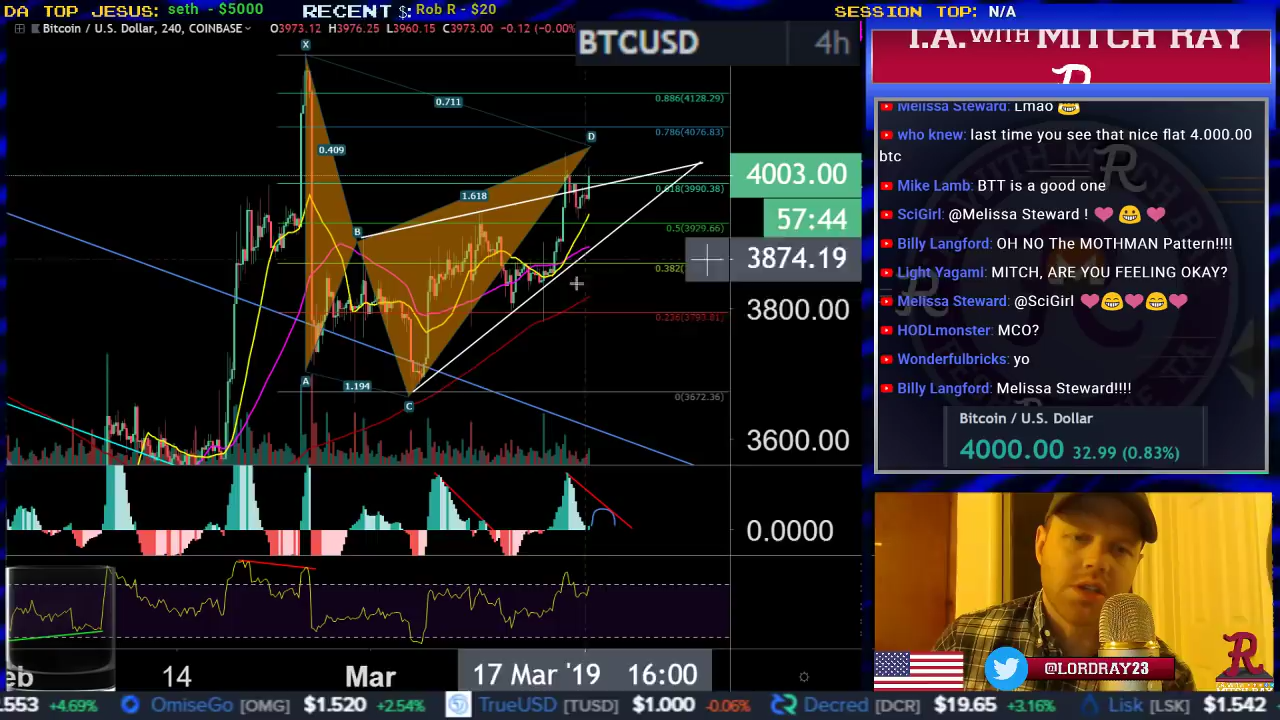 DA TOP JESUS: seth - $5000
RECENT $: Rob R - $20
SESSION TOP: N/A
Bitcoin / U.S. Dollar, 240, COINBASE
O3973.12 H3976.25 L3960.15 C3973.00 -0.12 (-0.00%)
BTCUSD 4h
X
0.886(4128.29)
0.711
0.786(4076.83)
D
0.409
4003.00
0.618(3990.38)
1.618
57:44
0.5(3929.66)
B
3874.19
0.382(
3800.00
0.236(3793.81)
A
1.194
0(3672.36)
C
3600.00
0.0000
eb
14
Mar
17 Mar '19 16:00
T.A. WITH MITCH RAY
R
Melissa Steward: Lmao 😂
who knew: last time you see that nice flat 4.000.00
btc
Mike Lamb: BTT is a good one
SciGirl: @Melissa Steward ! ❤ 😀 ❤
Billy Langford: OH NO The MOTHMAN Pattern!!!!
Light Yagami: MITCH, ARE YOU FEELING OKAY?
Melissa Steward: @SciGirl ❤😂❤😂❤
HODLmonster: MCO?
Wonderfulbricks: yo
Billy Langford: Melissa Steward!!!!
Bitcoin / U.S. Dollar
4000.00 32.99 (0.83%)
@LORDRAY23
R
.553 +4.69% OmiseGo [OMG] $1.520 +2.54% TrueUSD [TUSD] $1.000 -0.06% Decred [DCR] $19.65 +3.16% Lisk [LSK] $1.542